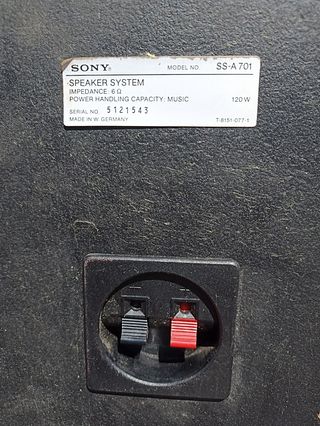 SONY® MODEL NO. SS-A 701
SPEAKER SYSTEM
IMPEDANCE: 6 Ω
POWER HANDLING CAPACITY: MUSIC 120 W
SERIAL NO. 5121543
MADE IN W. GERMANY T-8151-077-1